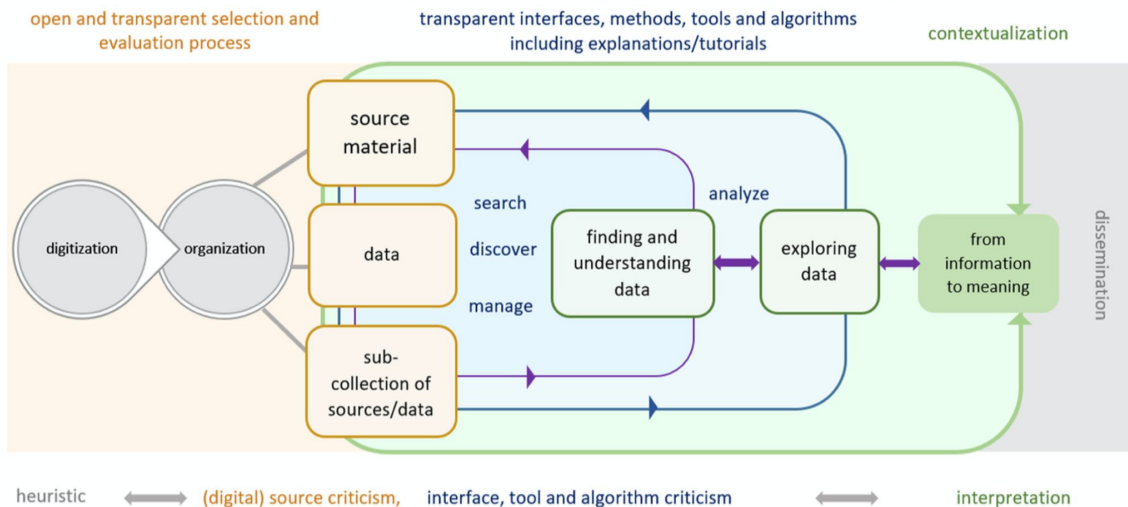 open and transparent selection and
evaluation process
transparent interfaces, methods, tools and algorithms
including explanations/tutorials
contextualization
digitization
organization
source
material
data
sub-
collection of
sources/data
search
discover
manage
finding and
understanding
data
analyze
exploring
data
from
information
to meaning
dissemination
heuristic
(digital) source criticism,
interface, tool and algorithm criticism
interpretation